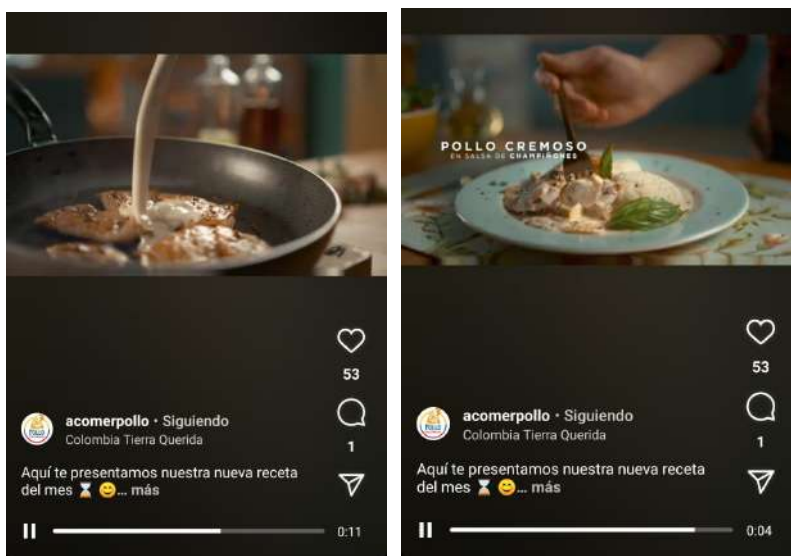 53
acomerpollo • Siguiendo
Colombia Tierra Querida
1
Aquí te presentamos nuestra nueva receta
del mes ⌛ 😊... más
0:11
POLLO CREMOSO
EN SALSA DE CHAMPIÑONES
53
acomerpollo • Siguiendo
Colombia Tierra Querida
1
Aquí te presentamos nuestra nueva receta
del mes ⌛ 😊... más
0:04